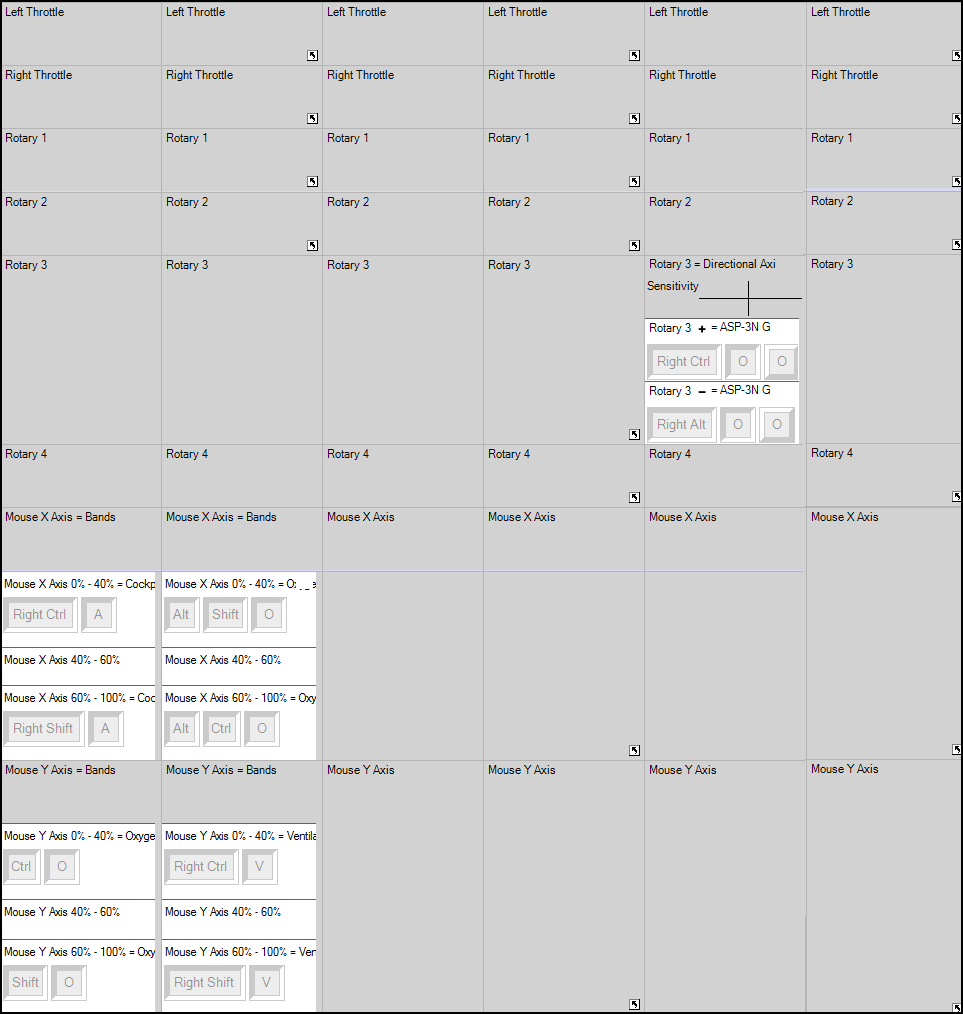 Left Throttle Left Throttle Left Throttle Left Throttle Left Throttle Left Throttle
Right Throttle Right Throttle Right Throttle Right Throttle Right Throttle Right Throttle
Rotary 1 Rotary 1 Rotary 1 Rotary 1 Rotary 1 Rotary 1
Rotary 2 Rotary 2 Rotary 2 Rotary 2 Rotary 2 Rotary 2
Rotary 3 Rotary 3 Rotary 3 Rotary 3 Rotary 3 = Directional Axi Rotary 3
Sensitivity
Rotary 3 + = ASP-3N G
Right Ctrl O O
Rotary 3 − = ASP-3N G
Right Alt O O
Rotary 4 Rotary 4 Rotary 4 Rotary 4 Rotary 4 Rotary 4
Mouse X Axis = Bands Mouse X Axis = Bands Mouse X Axis Mouse X Axis Mouse X Axis Mouse X Axis
Mouse X Axis 0% - 40% = Cockp Mouse X Axis 0% - 40% =
Right Ctrl A Alt Shift O
Mouse X Axis 40% - 60% Mouse X Axis 40% - 60%
Mouse X Axis 60% - 100% = Coc Mouse X Axis 60% - 100% = Oxy
Right Shift A Alt Ctrl O
Mouse Y Axis = Bands Mouse Y Axis = Bands Mouse Y Axis Mouse Y Axis Mouse Y Axis Mouse Y Axis
Mouse Y Axis 0% - 40% = Oxyge Mouse Y Axis 0% - 40% = Ventila
Ctrl O Right Ctrl V
Mouse Y Axis 40% - 60% Mouse Y Axis 40% - 60%
Mouse Y Axis 60% - 100% = Oxy Mouse Y Axis 60% - 100% = Ven
Shift O Right Shift V